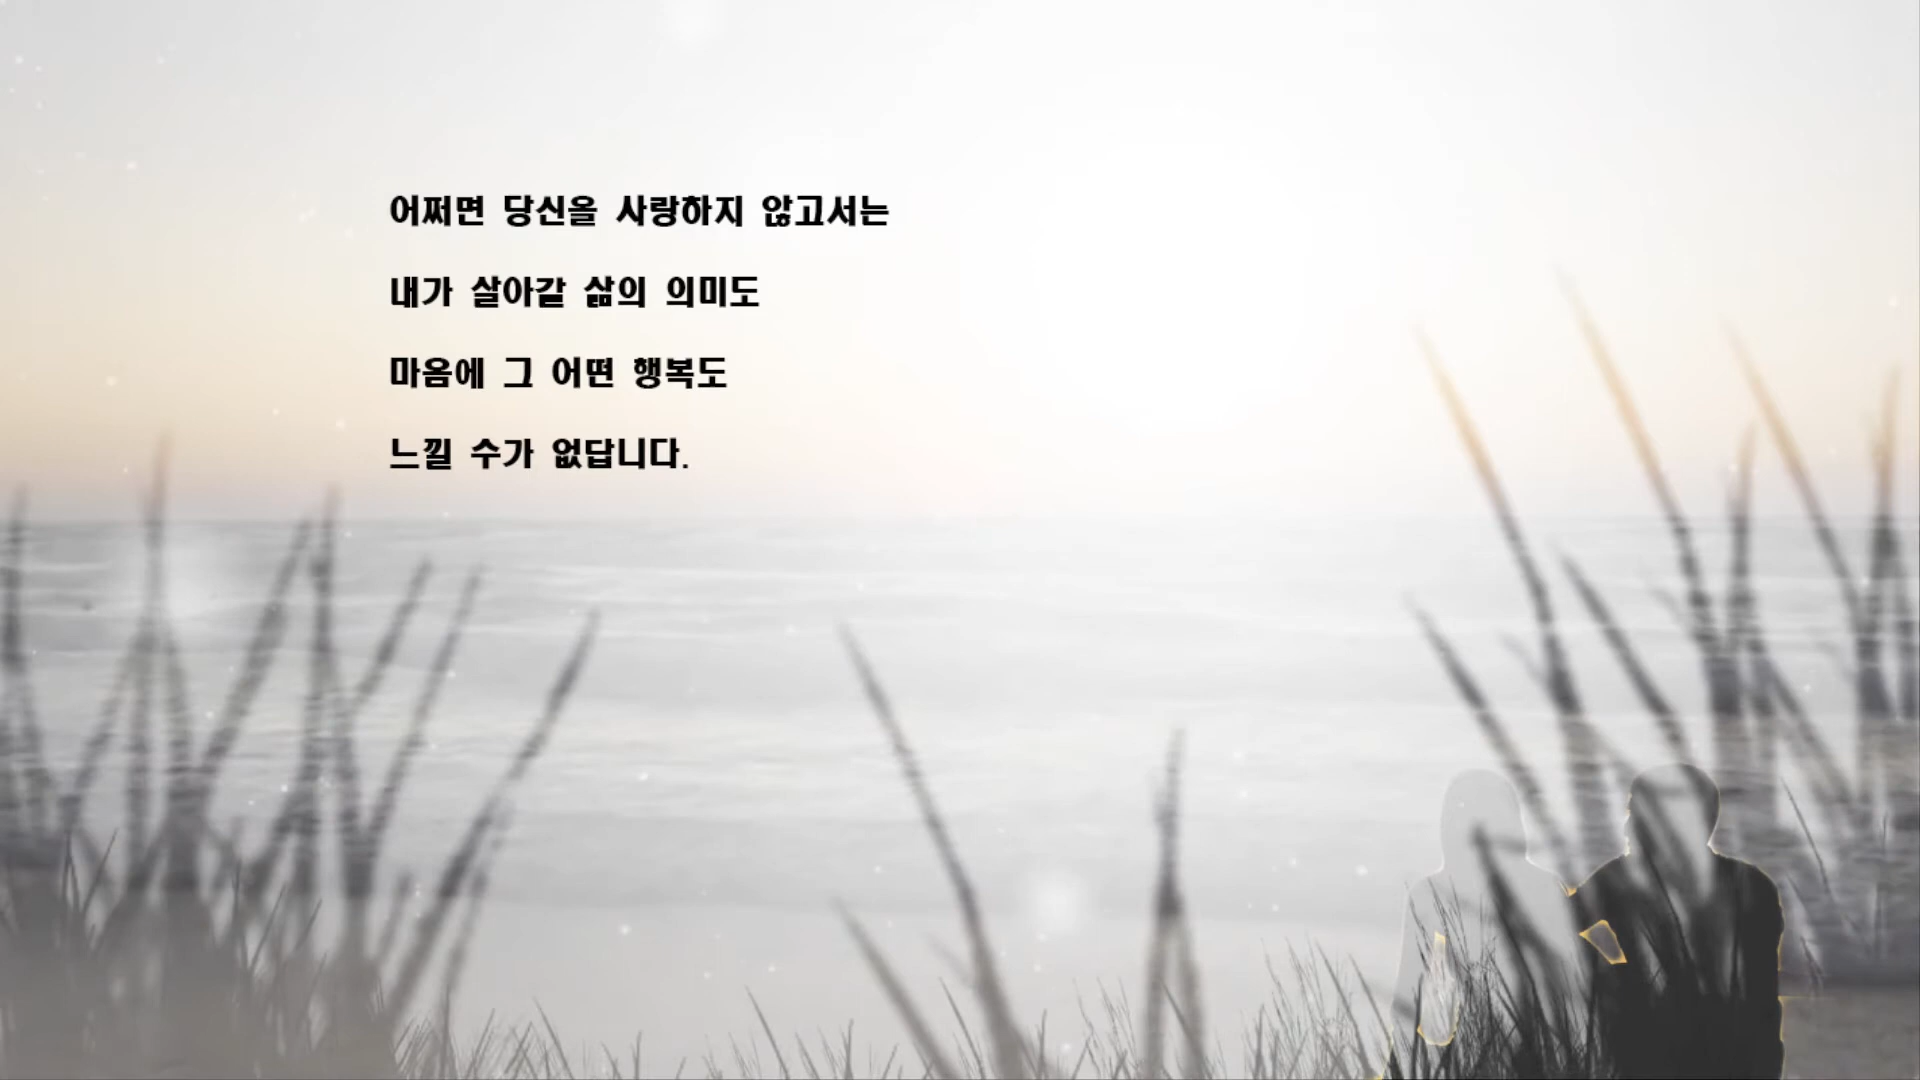 어쩌면 당신을 사랑하지 않고서는
내가 살아갈 삶의 의미도
마음에 그 어떤 행복도
느낄 수가 없답니다.